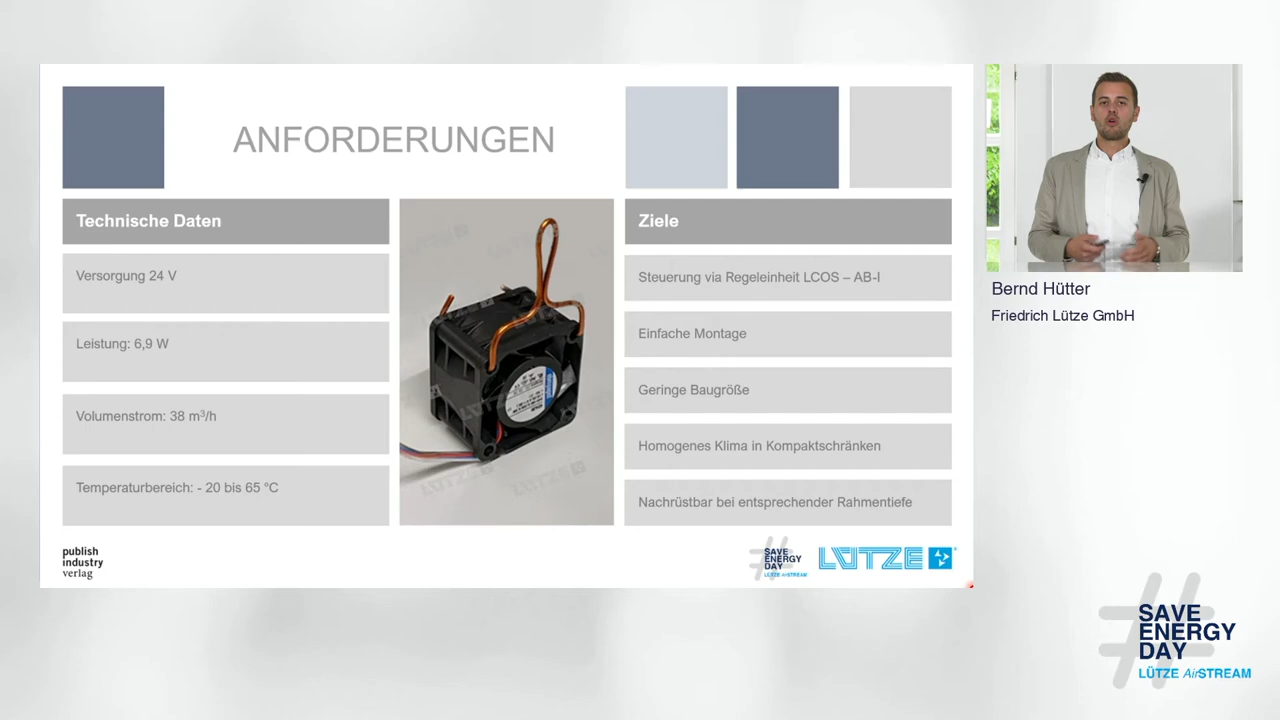 ANFORDERUNGEN
Technische Daten
Versorgung 24 V
Leistung: 6,9 W
Volumenstrom: 38 m³/h
Temperaturbereich: - 20 bis 65 °C
Ziele
Steuerung via Regeleinheit LCOS – AB-I
Einfache Montage
Geringe Baugröße
Homogenes Klima in Kompaktschränken
Nachrüstbar bei entsprechender Rahmentiefe
publish
industry
verlag
SAVE
ENERGY
DAY
LÜTZE AirSTREAM
LÜTZE
Bernd Hütter
Friedrich Lütze GmbH
#
SAVE
ENERGY
DAY
LÜTZE AirSTREAM